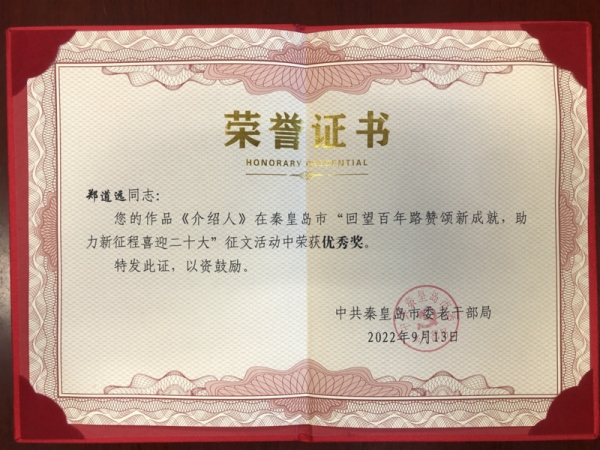 荣誉证书
HONORARY CREDENTIAL
郑道远同志：
您的作品《介绍人》在秦皇岛市“回望百年路赞颂新成就，助
力新征程喜迎二十大”征文活动中荣获优秀奖。
特发此证，以资鼓励。
中共秦皇岛市委老干部局
2022年9月13日